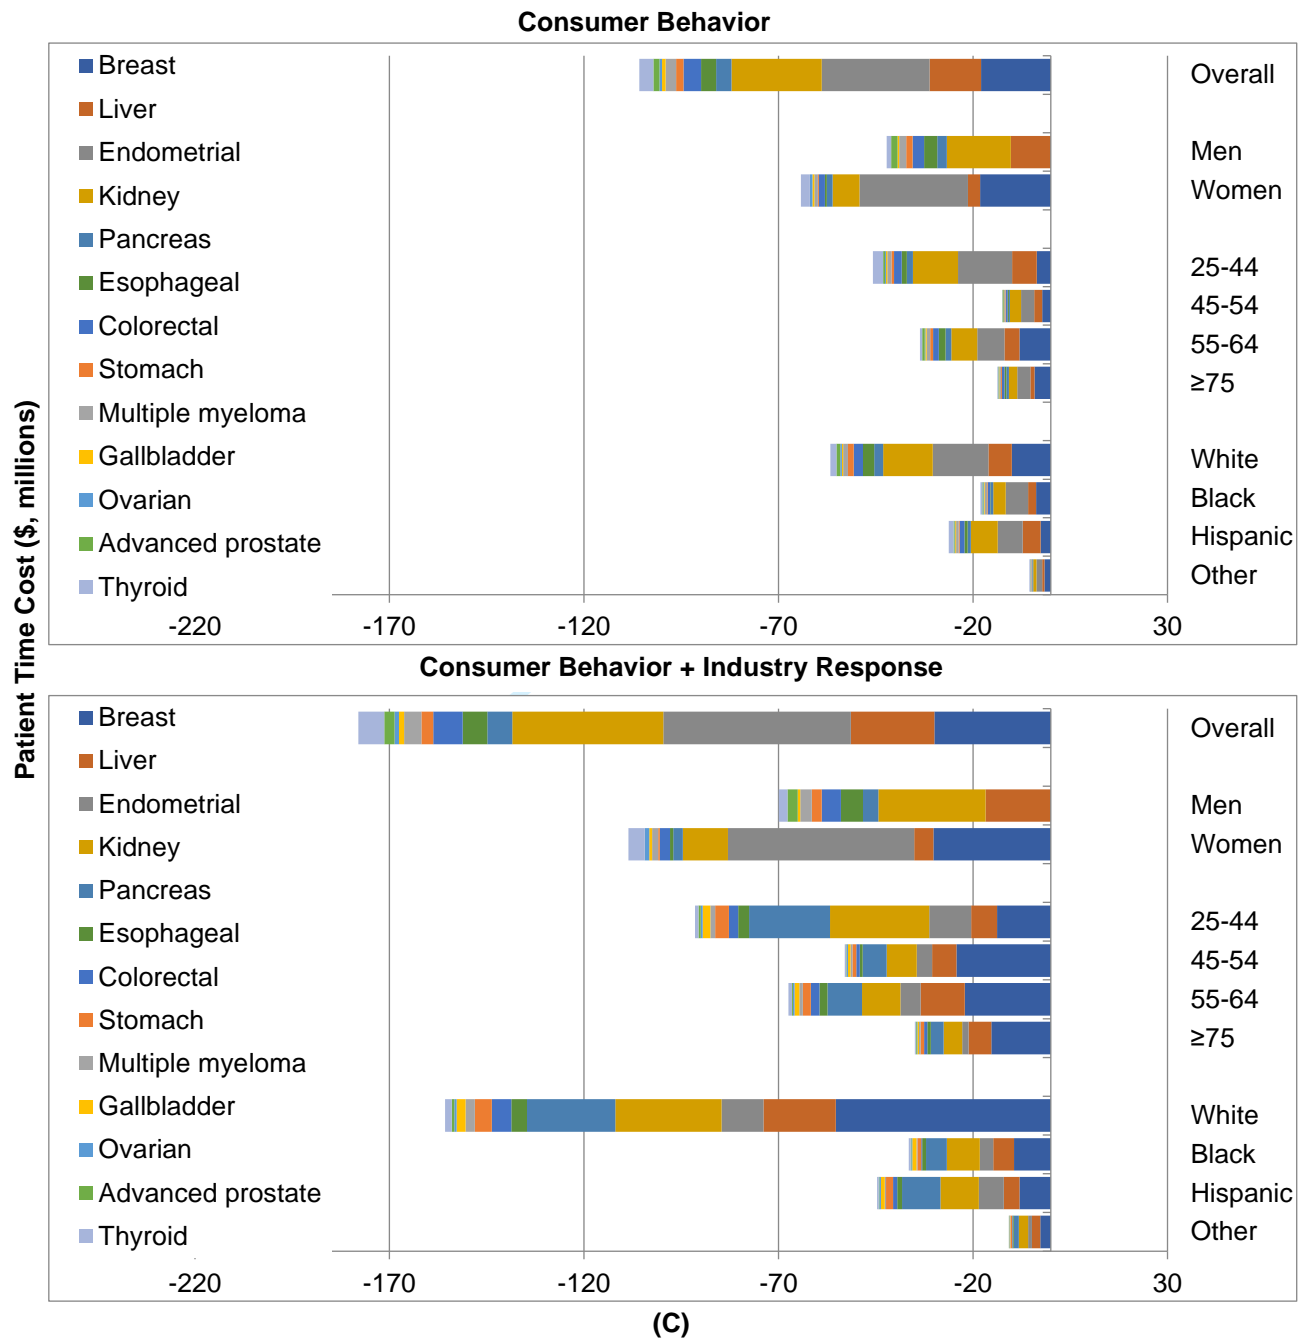 Consumer Behavior
Patient Time Cost ($, millions)
Breast
Liver
Endometrial
Kidney
Pancreas
Esophageal
Colorectal
Stomach
Multiple myeloma
Gallbladder
Ovarian
Advanced prostate
Thyroid
Overall
Men
Women
25-44
45-54
55-64
≥75
White
Black
Hispanic
Other
-220 -170 -120 -70 -20 30
Consumer Behavior + Industry Response
Breast
Liver
Endometrial
Kidney
Pancreas
Esophageal
Colorectal
Stomach
Multiple myeloma
Gallbladder
Ovarian
Advanced prostate
Thyroid
Overall
Men
Women
25-44
45-54
55-64
≥75
White
Black
Hispanic
Other
-220 -170 -120 -70 -20 30
(C)